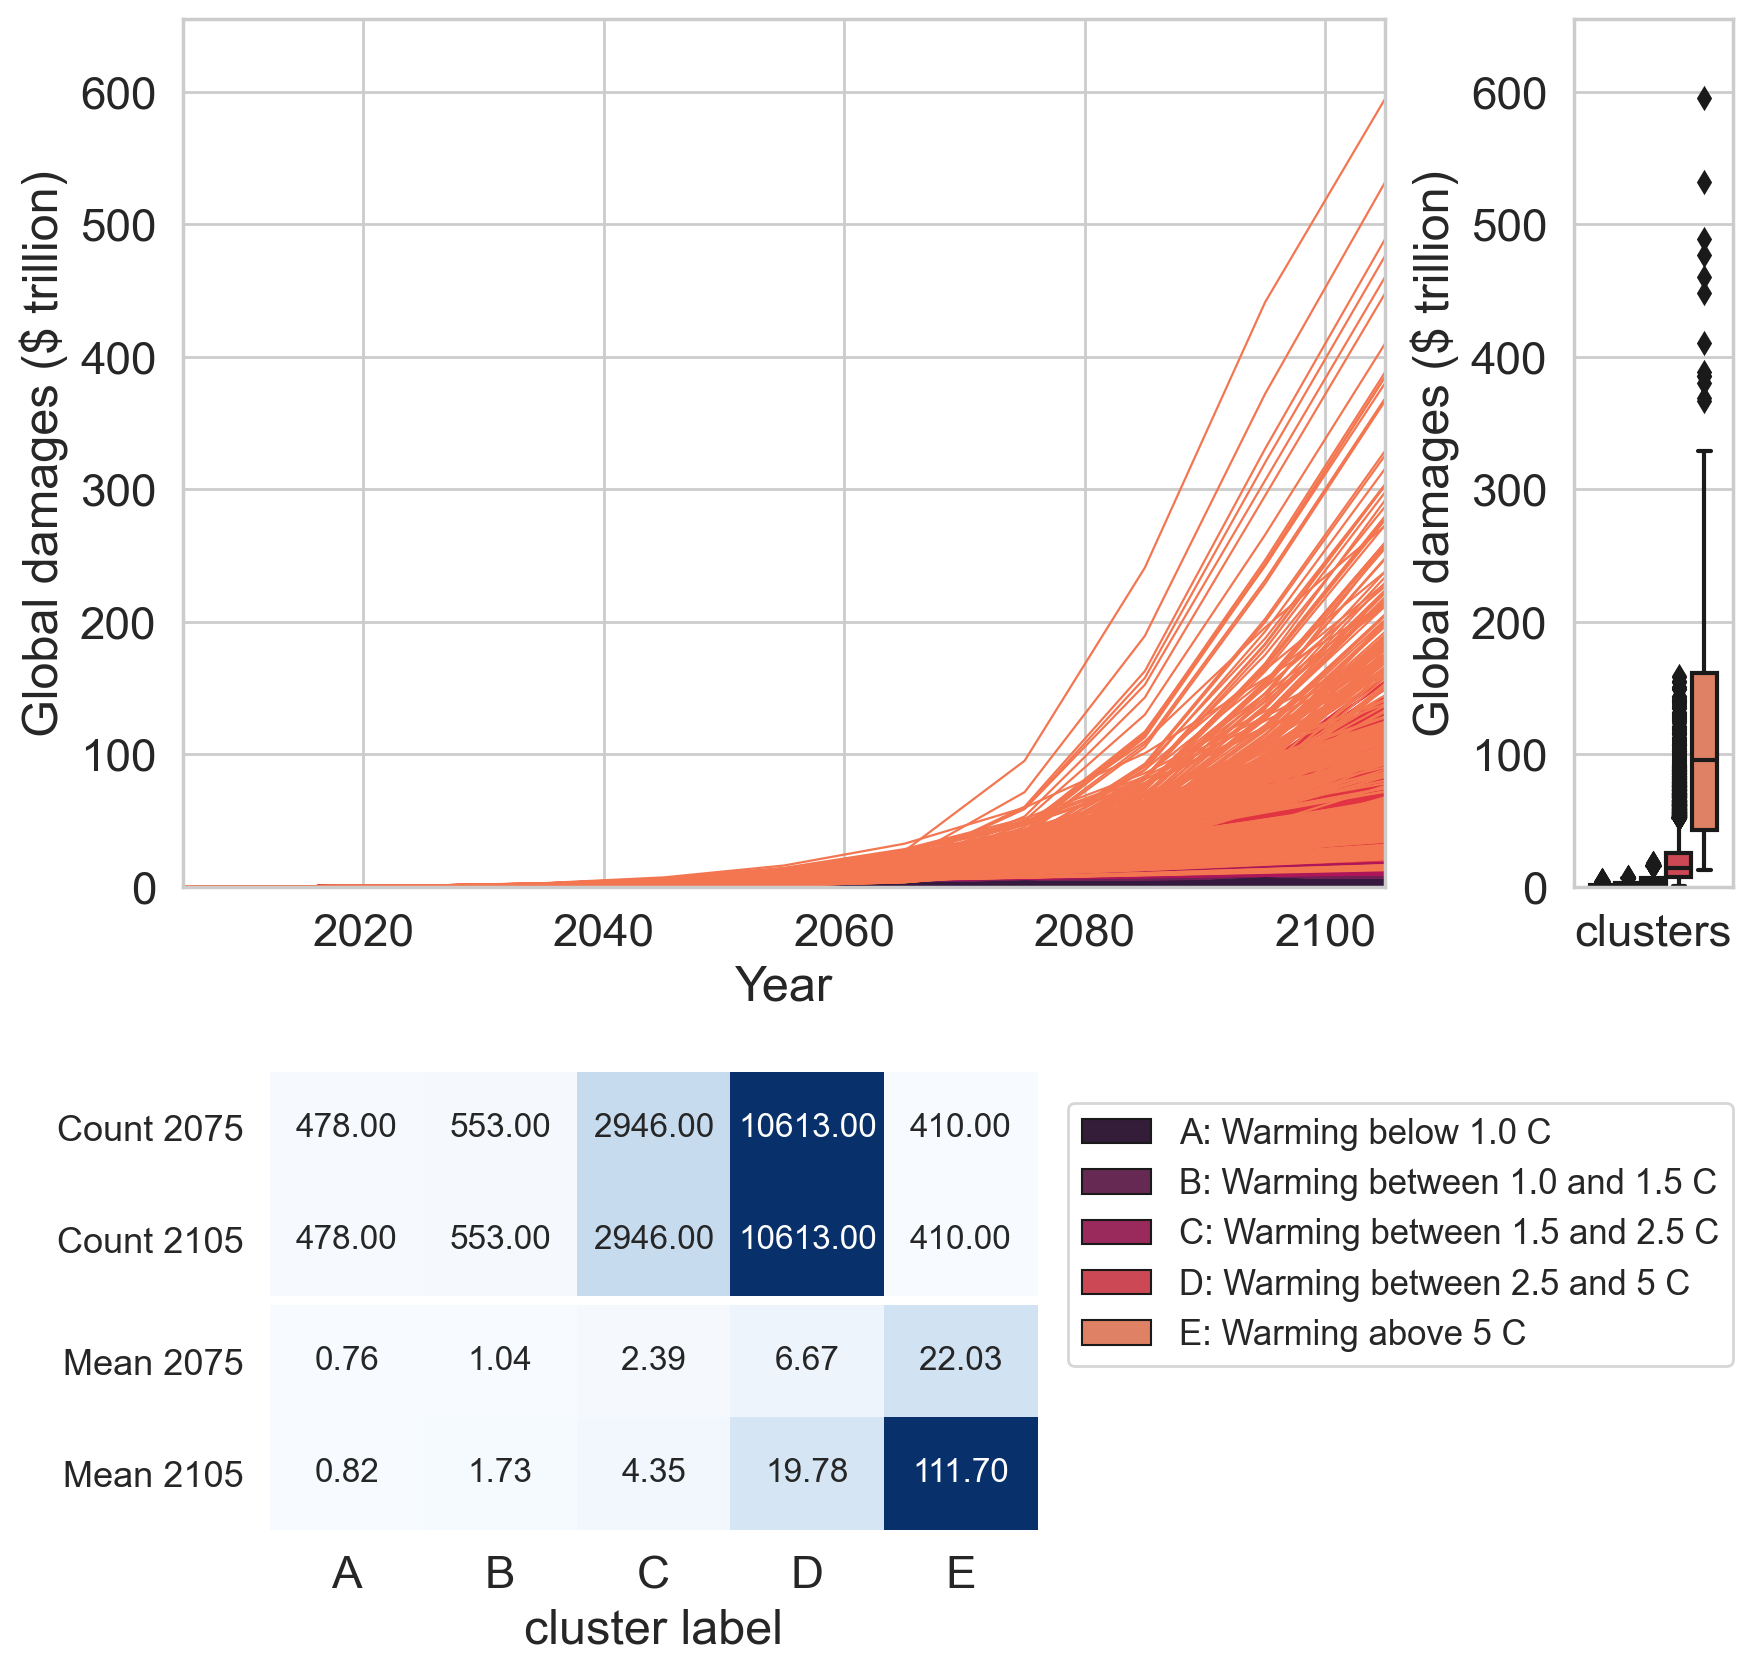 Global damages ($ trillion)
600
500
400
300
200
100
0
2020 2040 2060 2080 2100
Year
Global damages ($ trillion)
600
500
400
300
200
100
0
clusters
Count 2075 478.00 553.00 2946.00 10613.00 410.00
Count 2105 478.00 553.00 2946.00 10613.00 410.00
Mean 2075 0.76 1.04 2.39 6.67 22.03
Mean 2105 0.82 1.73 4.35 19.78 111.70
A B C D E
cluster label
A: Warming below 1.0 C
B: Warming between 1.0 and 1.5 C
C: Warming between 1.5 and 2.5 C
D: Warming between 2.5 and 5 C
E: Warming above 5 C